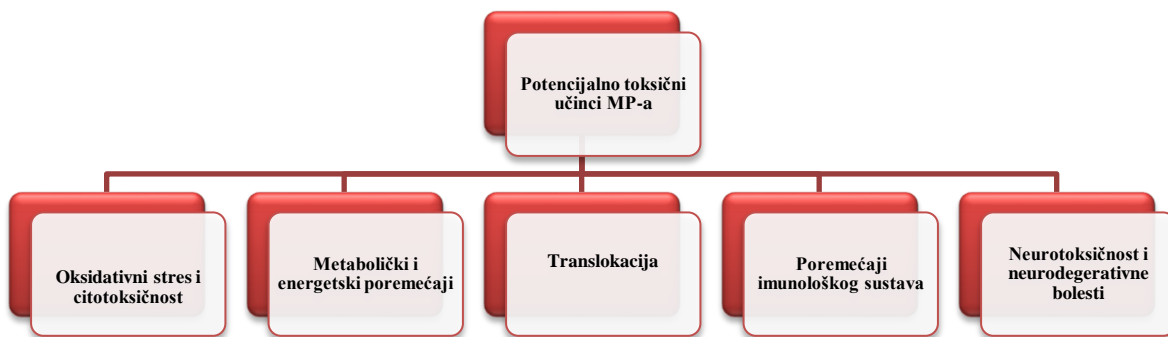 Potencijalno toksični
učinci MP-a
Oksidativni stres i
citotoksičnost
Metabolički i
energetski poremećaji
Translokacija
Poremećaji
imunološkog sustava
Neurotoksičnost i
neurodegerativne
bolesti